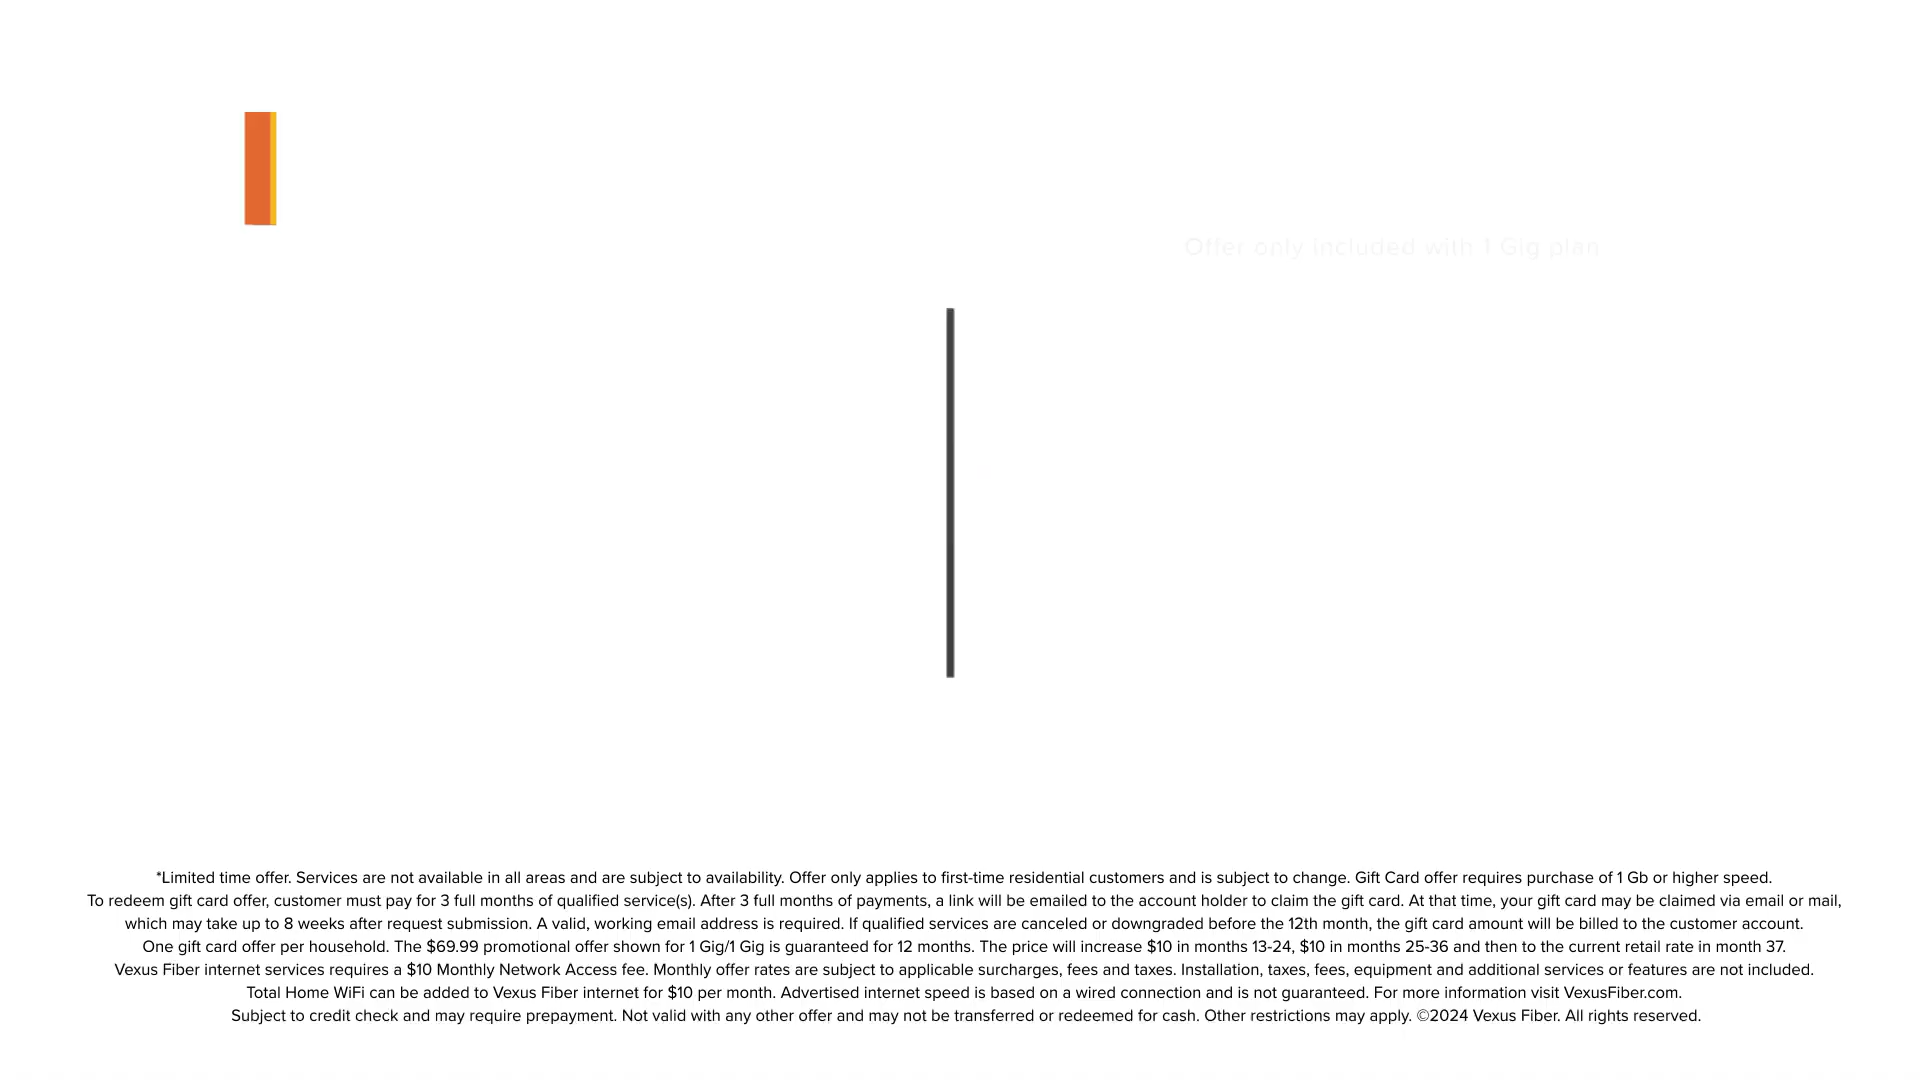 Offer only included with 1 Gig plan
*Limited time offer. Services are not available in all areas and are subject to availability. Offer only applies to first-time residential customers and is subject to change. Gift Card offer requires purchase of 1 Gb or higher speed.
To redeem gift card offer, customer must pay for 3 full months of qualified service(s). After 3 full months of payments, a link will be emailed to the account holder to claim the gift card. At that time, your gift card may be claimed via email or mail,
which may take up to 8 weeks after request submission. A valid, working email address is required. If qualified services are canceled or downgraded before the 12th month, the gift card amount will be billed to the customer account.
One gift card offer per household. The $69.99 promotional offer shown for 1 Gig/1 Gig is guaranteed for 12 months. The price will increase $10 in months 13-24, $10 in months 25-36 and then to the current retail rate in month 37.
Vexus Fiber internet services requires a $10 Monthly Network Access fee. Monthly offer rates are subject to applicable surcharges, fees and taxes. Installation, taxes, fees, equipment and additional services or features are not included.
Total Home WiFi can be added to Vexus Fiber internet for $10 per month. Advertised internet speed is based on a wired connection and is not guaranteed. For more information visit VexusFiber.com.
Subject to credit check and may require prepayment. Not valid with any other offer and may not be transferred or redeemed for cash. Other restrictions may apply. ©2024 Vexus Fiber. All rights reserved.